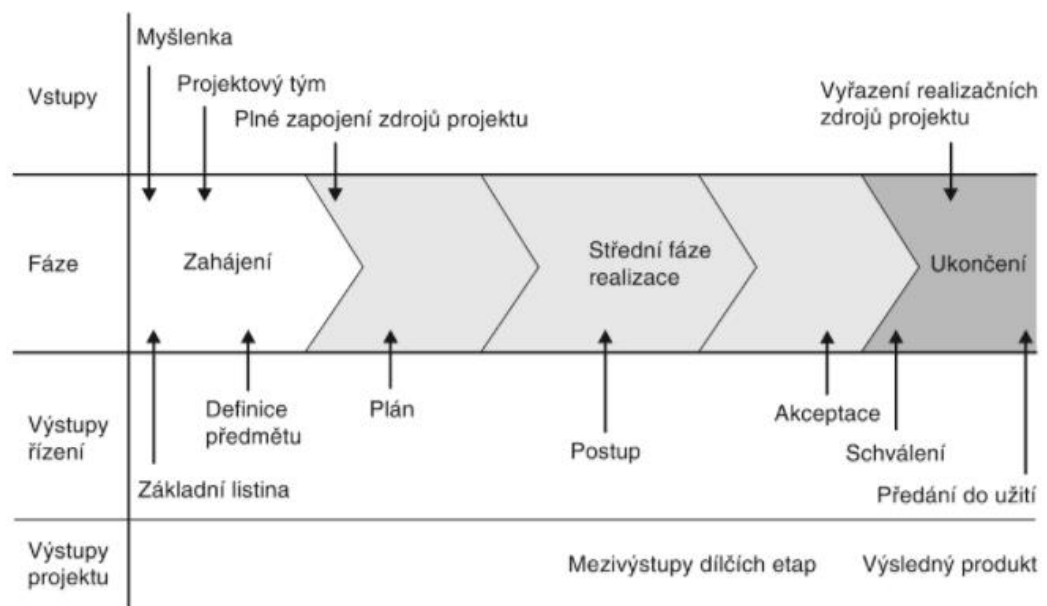 Myšlenka
Vstupy
Projektový tým
Plné zapojení zdrojů projektu
Vyřazení realizačních
zdrojů projektu
Fáze
Zahájení
Střední fáze
realizace
Ukončení
Výstupy
řízení
Definice
předmětu
Plán
Postup
Akceptace
Schválení
Základní listina
Předání do užití
Výstupy
projektu
Mezivýstupy dílčích etap
Výsledný produkt